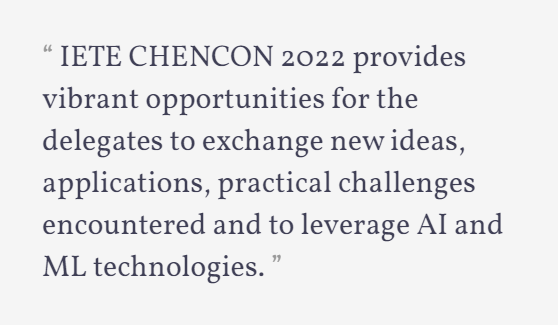 “ IETE CHENCON 2022 provides
vibrant opportunities for the
delegates to exchange new ideas,
applications, practical challenges
encountered and to leverage AI and
ML technologies. ”